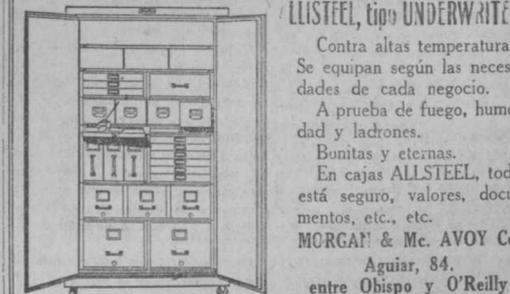 LLISTEEL, tipo UNDERWRITE
Contra altas temperatura
Se equipan según las neces
dades de cada negocio.
A prueba de fuego, hume
dad y ladrones.
Bonitas y eternas.
En cajas ALLSTEEL, tod
está seguro, valores, docu
mentos, etc., etc.
MORGAN & Mc. AVOY Co
Aguiar, 84.
entre Obispo y O'Reilly